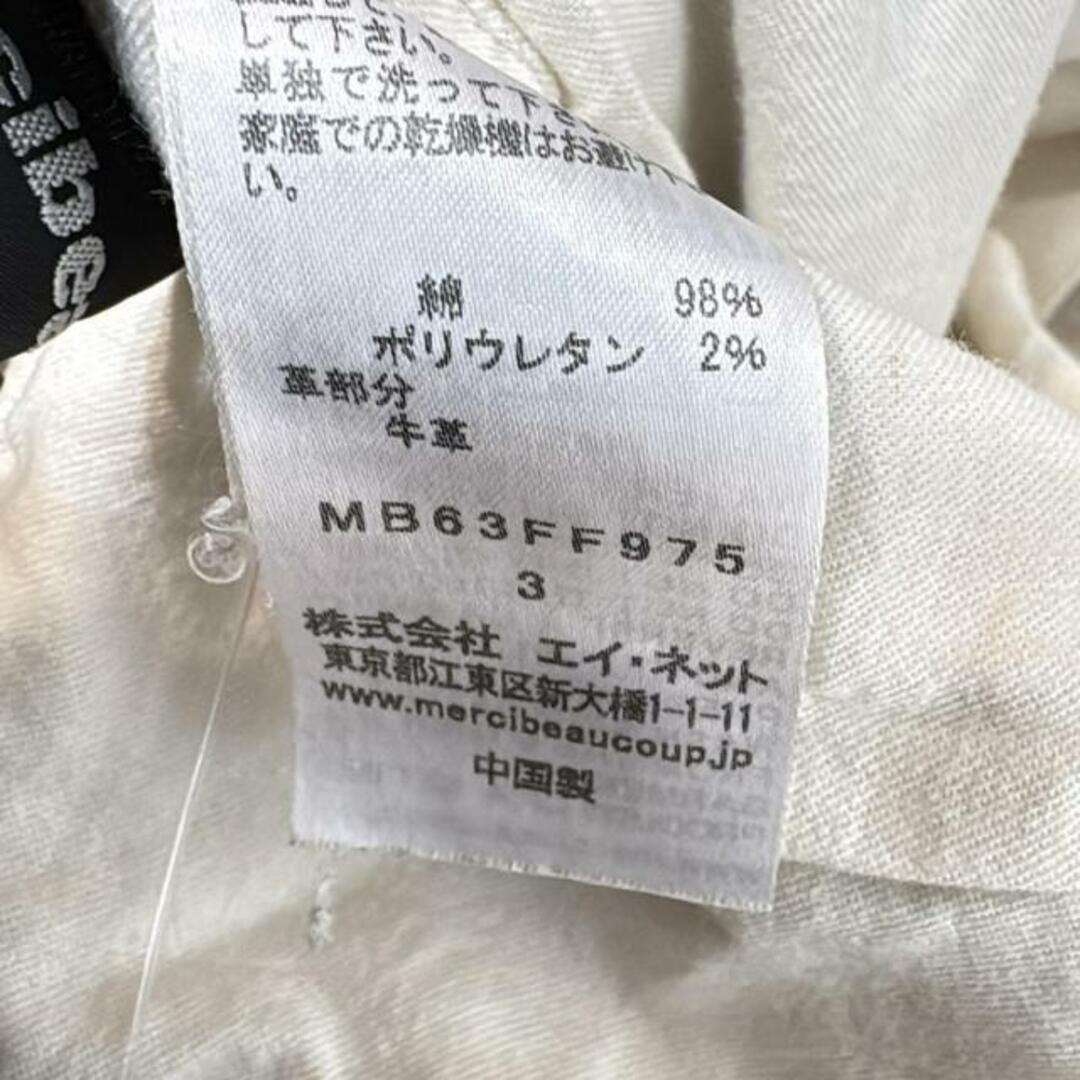 して下さい。
単独で洗って下さ
家庭での乾燥機はお避け下
い。
綿 98%
ポリウレタン 2%
革部分
牛革
MB63FF975
3
株式会社 エイ・ネット
東京都江東区新大橋1-1-11
www.mercibeaucoup.jp
中国製
cibea